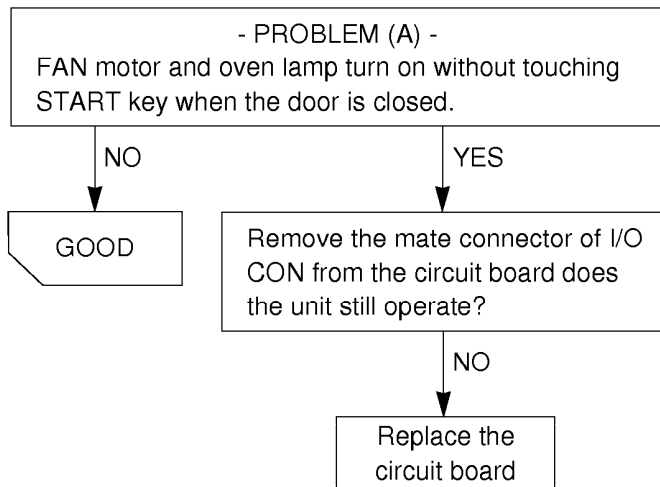 - PROBLEM (A) -
FAN motor and oven lamp turn on without touching
START key when the door is closed.
NO
YES
GOOD
Remove the mate connector of I/O
CON from the circuit board does
the unit still operate?
NO
Replace the
circuit board